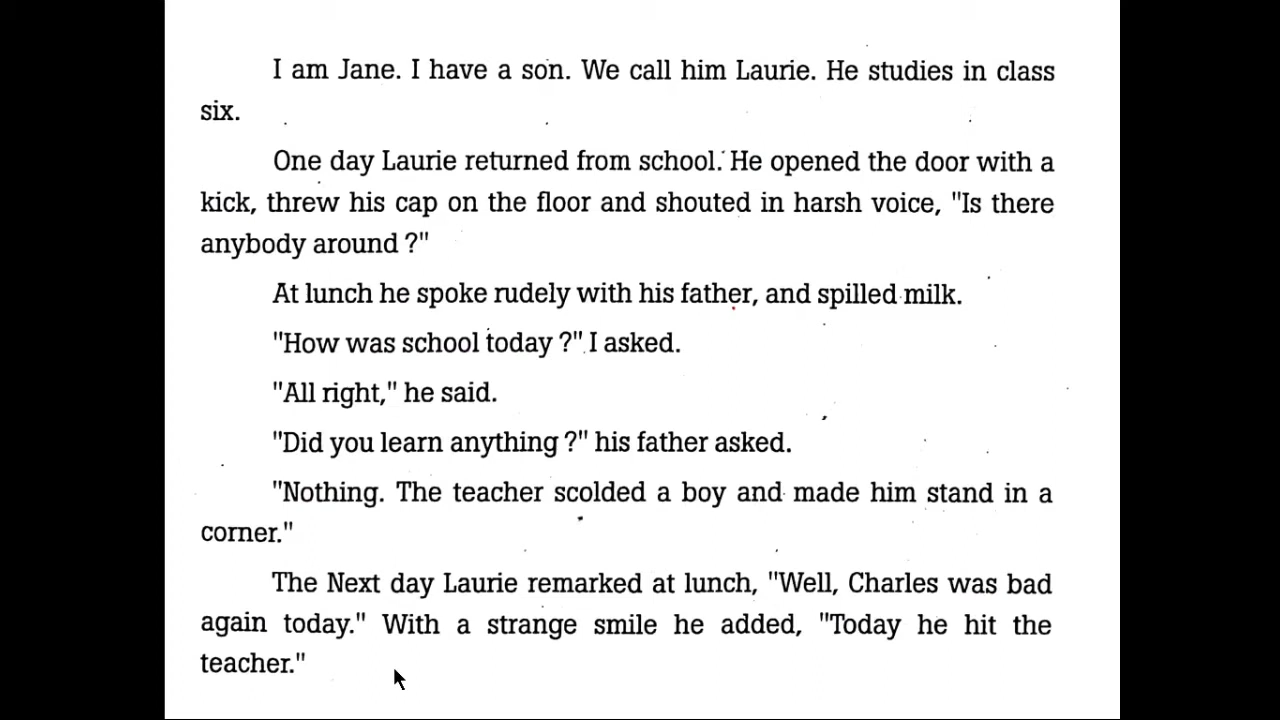 I am Jane. I have a son. We call him Laurie. He studies in class
six.
One day Laurie returned from school. He opened the door with a
kick, threw his cap on the floor and shouted in harsh voice, "Is there
anybody around ?"
At lunch he spoke rudely with his father, and spilled milk.
"How was school today ?" I asked.
"All right," he said.
"Did you learn anything ?" his father asked.
"Nothing. The teacher scolded a boy and made him stand in a
corner."
The Next day Laurie remarked at lunch, "Well, Charles was bad
again today." With a strange smile he added, "Today he hit the
teacher."